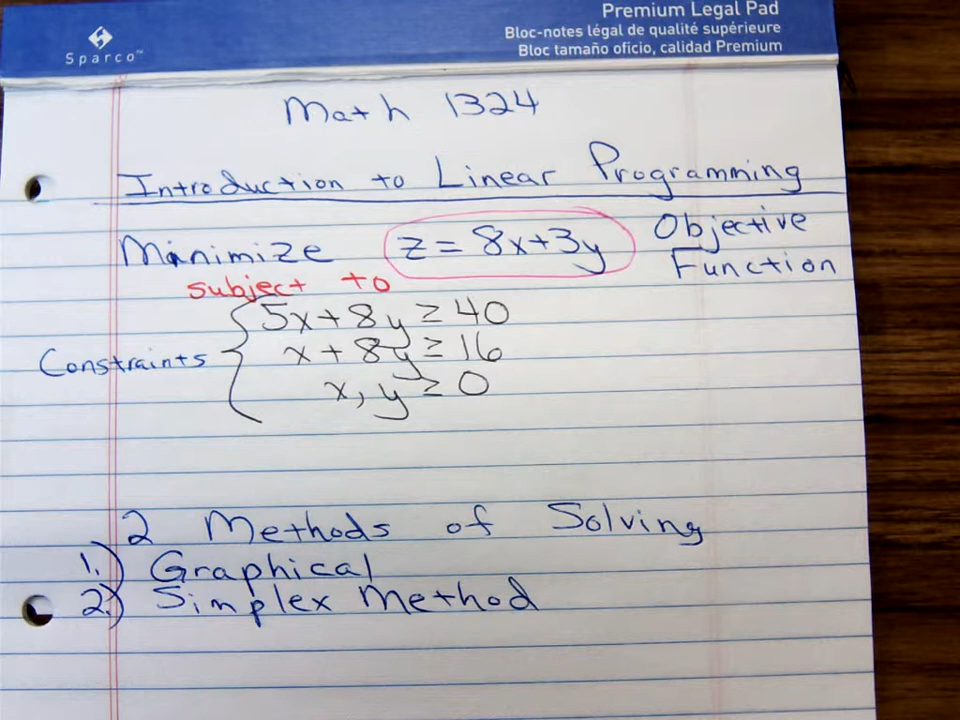 Premium Legal Pad
Bloc-notes légal de qualité supérieure
Bloc tamaño oficio, calidad Premium
Sparco™
Math 1324
Introduction to Linear Programming
Minimize z = 8x+3y Objective Function
subject to
5x+8y ≥ 40
Constraints x + 8y ≥ 16
x, y ≥ 0
2 Methods of Solving
1.) Graphical
2.) Simplex Method